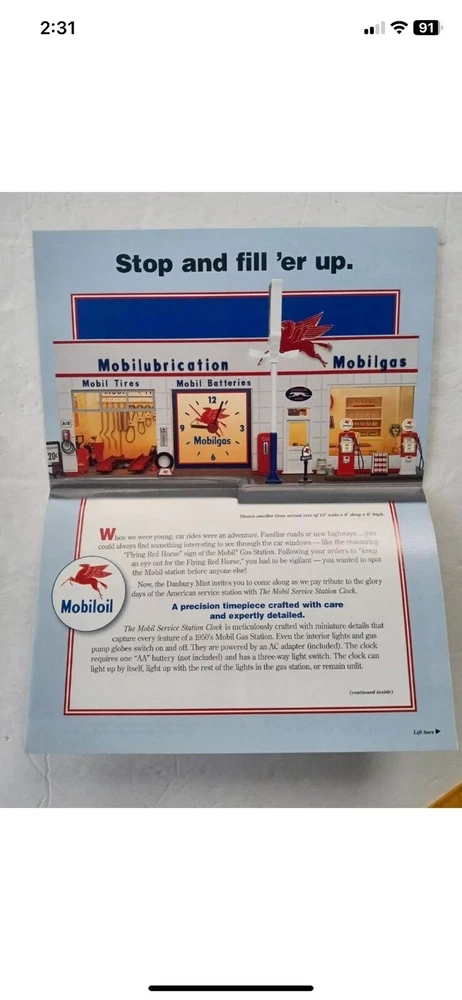 2:31
91
Stop and fill 'er up.
Mobilubrication
Mobilgas
Mobil Tires
Mobil Batteries
AIR
12
9
3
Mobilgas
6
Shown smaller than actual size of 13" wide x 8" deep x 6" high.
When we were young, car rides were an adventure. Familiar roads or new highways...you
could always find something interesting to see through the car windows — like the reassuring
"Flying Red Horse" sign of the Mobil® Gas Station. Following your orders to "keep
an eye out for the Flying Red Horse," you had to be vigilant — you wanted to spot
the Mobil station before anyone else!
Now, the Danbury Mint invites you to come along as we pay tribute to the glory
days of the American service station with The Mobil Service Station Clock.
A precision timepiece crafted with care
and expertly detailed.
The Mobil Service Station Clock is meticulously crafted with miniature details that
capture every feature of a 1950's Mobil Gas Station. Even the interior lights and gas
pump globes switch on and off. They are powered by an AC adapter (included). The clock
requires one "AA" battery (not included) and has a three-way light switch. The clock can
light up by itself, light up with the rest of the lights in the gas station, or remain unlit.
Mobiloil
(continued inside)
Lift here